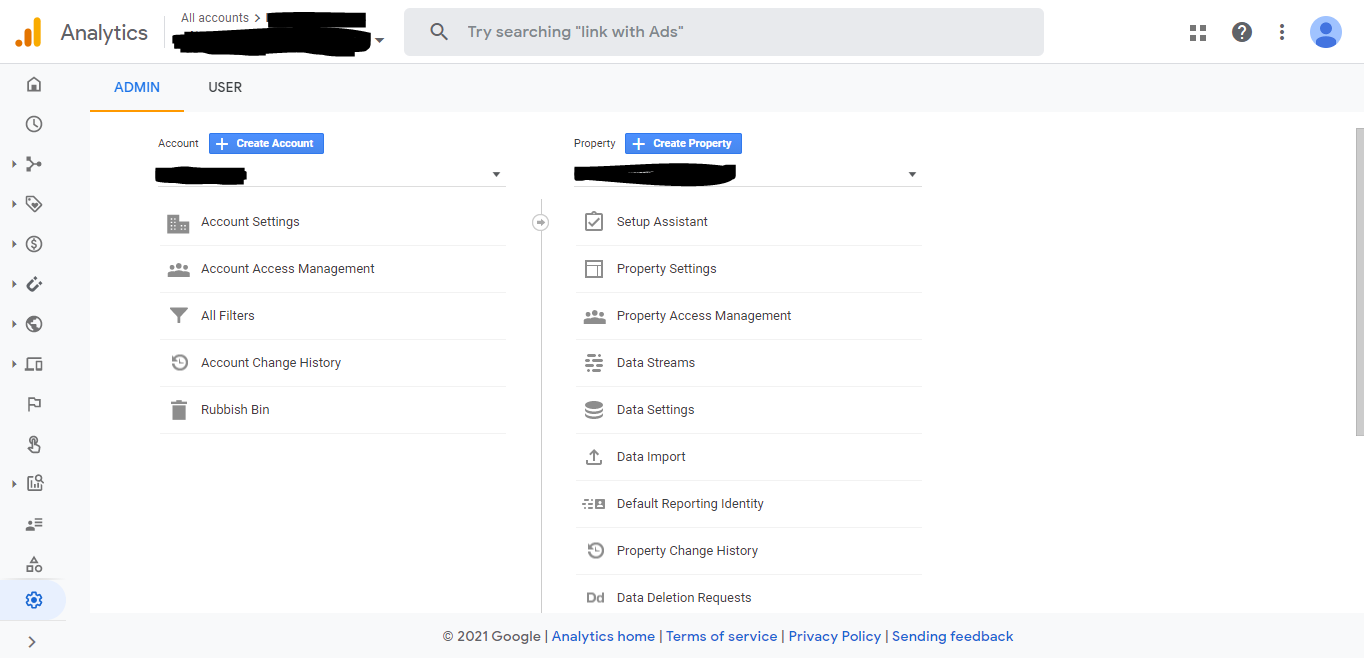 All accounts >
Analytics
Try searching "link with Ads"
ADMIN
USER
Account
Create Account
Account Settings
Account Access Management
All Filters
Account Change History
Rubbish Bin
Property
Create Property
Setup Assistant
Property Settings
Property Access Management
Data Streams
Data Settings
Data Import
Default Reporting Identity
Property Change History
Dd Data Deletion Requests
© 2021 Google | Analytics home | Terms of service | Privacy Policy | Sending feedback